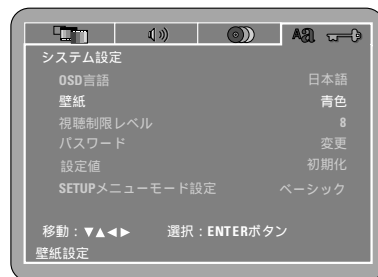 Aあ
システム設定
OSD言語 日本語
壁紙 青色
視聴制限レベル 8
パスワード 変更
設定値 初期化
SETUPメニューモード設定 ベーシック
移動：▼▲◀▶ 選択：ENTERボタン
壁紙設定